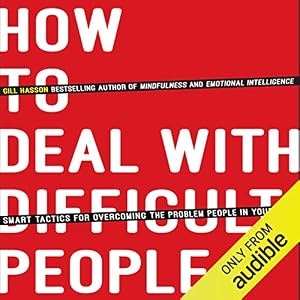 HOW
TO
GILL HASSON BESTSELLING AUTHOR OF MINDFULNESS AND EMOTIONAL INTELLIGENCE
DEAL WITH
DIFFICULT
SMART TACTICS FOR OVERCOMING THE PROBLEM PEOPLE IN YOU
PEOPLE
ONLY FROM
audible